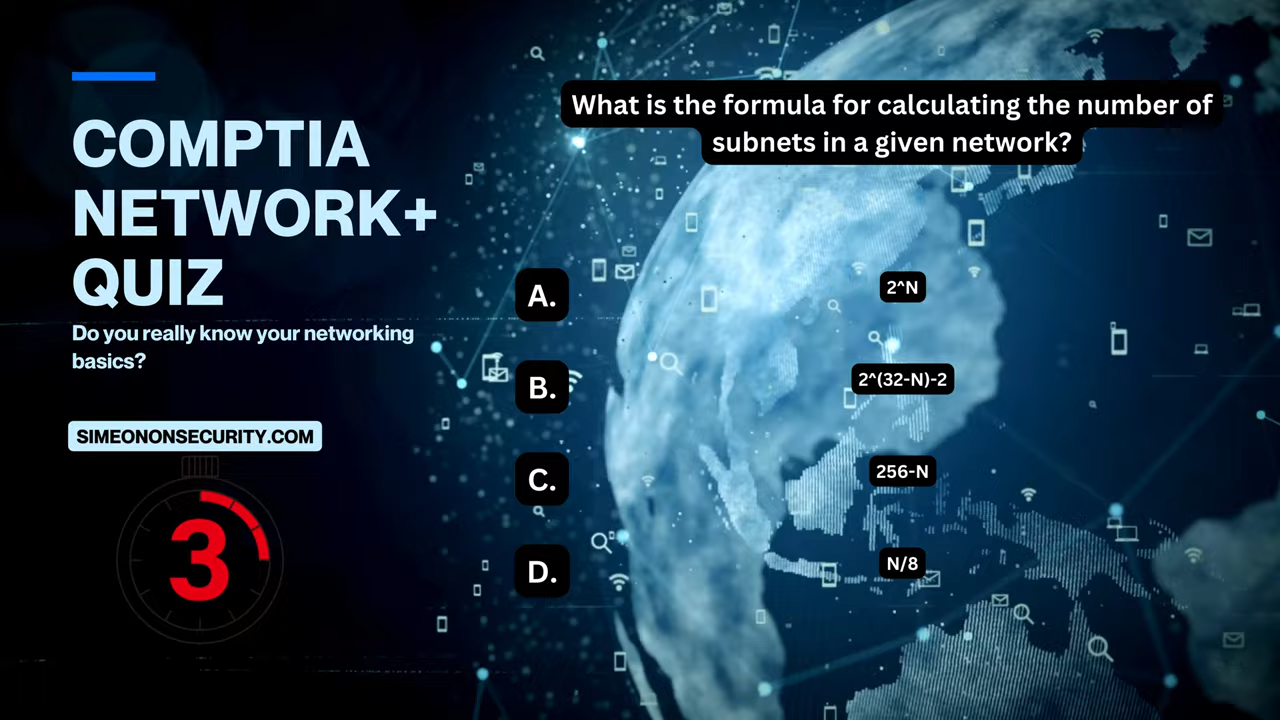 COMPTIA
NETWORK+
QUIZ
Do you really know your networking
basics?
SIMEONONSECURITY.COM
3
What is the formula for calculating the number of
subnets in a given network?
A. 2^N
B. 2^(32-N)-2
C. 256-N
D. N/8